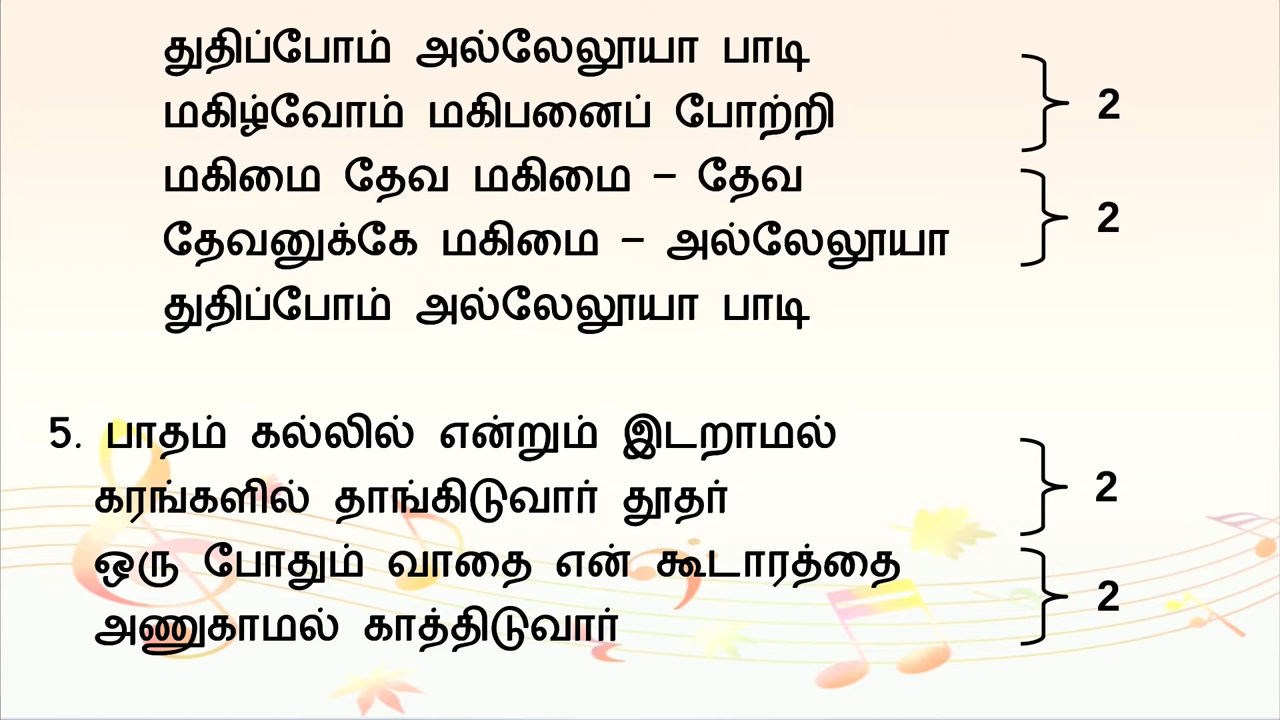 துதிப்போம் அல்லேலூயா பாடி
மகிழ்வோம் மகிபனைப் போற்றி } 2
மகிமை தேவ மகிமை – தேவ
தேவனுக்கே மகிமை – அல்லேலூயா } 2
துதிப்போம் அல்லேலூயா பாடி
5. பாதம் கல்லில் என்றும் இடறாமல்
கரங்களில் தாங்கிடுவார் தூதர் } 2
ஒரு போதும் வாதை என் கூடாரத்தை
அணுகாமல் காத்திடுவார் } 2